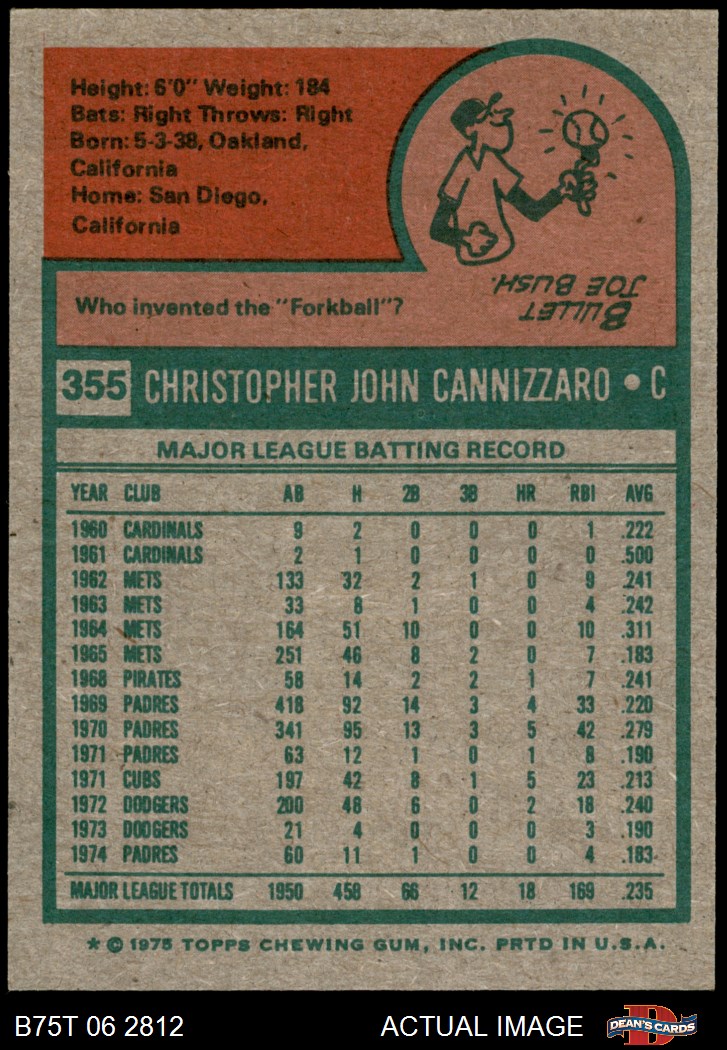 Height: 6'0" Weight: 184
Bats: Right Throws: Right
Born: 5-3-38, Oakland,
California
Home: San Diego,
California
Who invented the "Forkball"?
BULLET
JOE BUSH.
355 CHRISTOPHER JOHN CANNIZZARO • C
MAJOR LEAGUE BATTING RECORD
YEAR CLUB AB H 2B 3B HR RBI AVG
1960 CARDINALS 9 2 0 0 0 1 .222
1961 CARDINALS 2 1 0 0 0 0 .500
1962 METS 133 32 2 1 0 9 .241
1963 METS 33 8 1 0 0 4 .242
1964 METS 164 51 10 0 0 10 .311
1965 METS 251 46 8 2 0 7 .183
1968 PIRATES 58 14 2 2 1 7 .241
1969 PADRES 418 92 14 3 4 33 .220
1970 PADRES 341 95 13 3 5 42 .279
1971 PADRES 63 12 1 0 1 8 .190
1971 CUBS 197 42 8 1 5 23 .213
1972 DODGERS 200 48 6 0 2 18 .240
1973 DODGERS 21 4 0 0 0 3 .190
1974 PADRES 60 11 1 0 0 4 .183
MAJOR LEAGUE TOTALS 1950 458 66 12 18 169 .235
* © 1975 TOPPS CHEWING GUM, INC. PRTD IN U.S.A.
B75T 06 2812 ACTUAL IMAGE DEAN'S CARDS